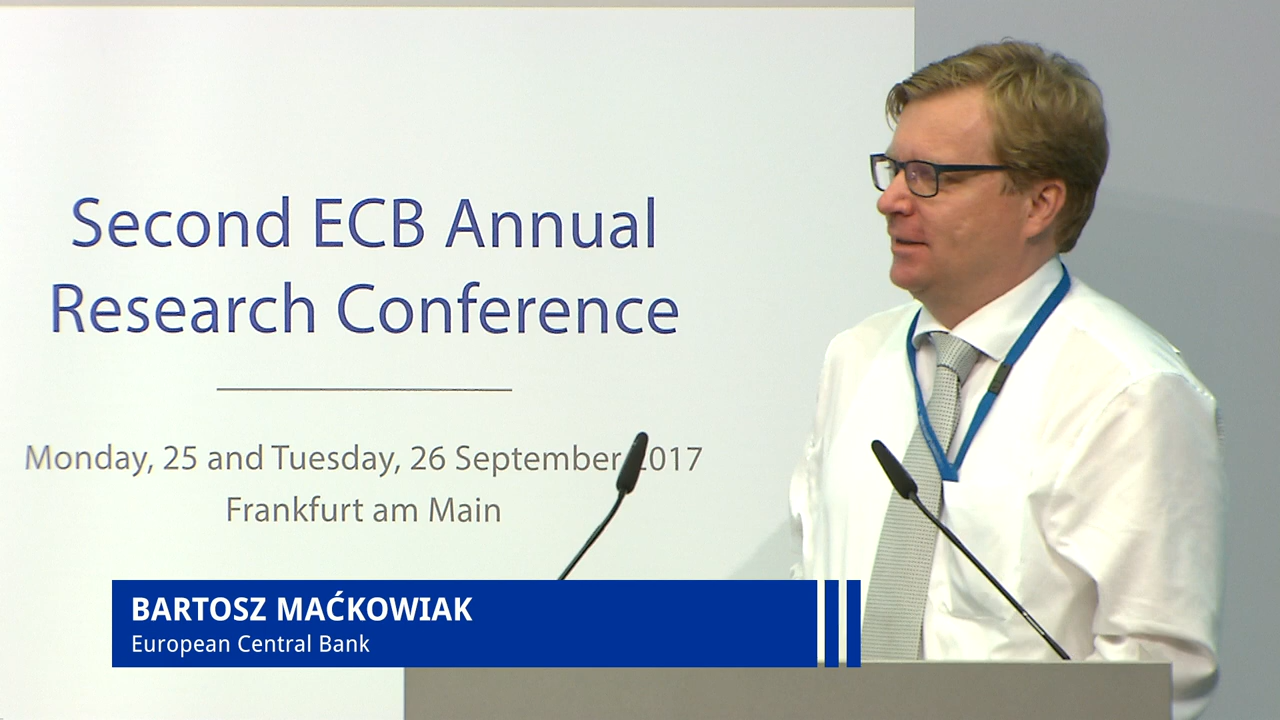 Second ECB Annual
Research Conference
Monday, 25 and Tuesday, 26 September 2017
Frankfurt am Main
BARTOSZ MAĆKOWIAK
European Central Bank